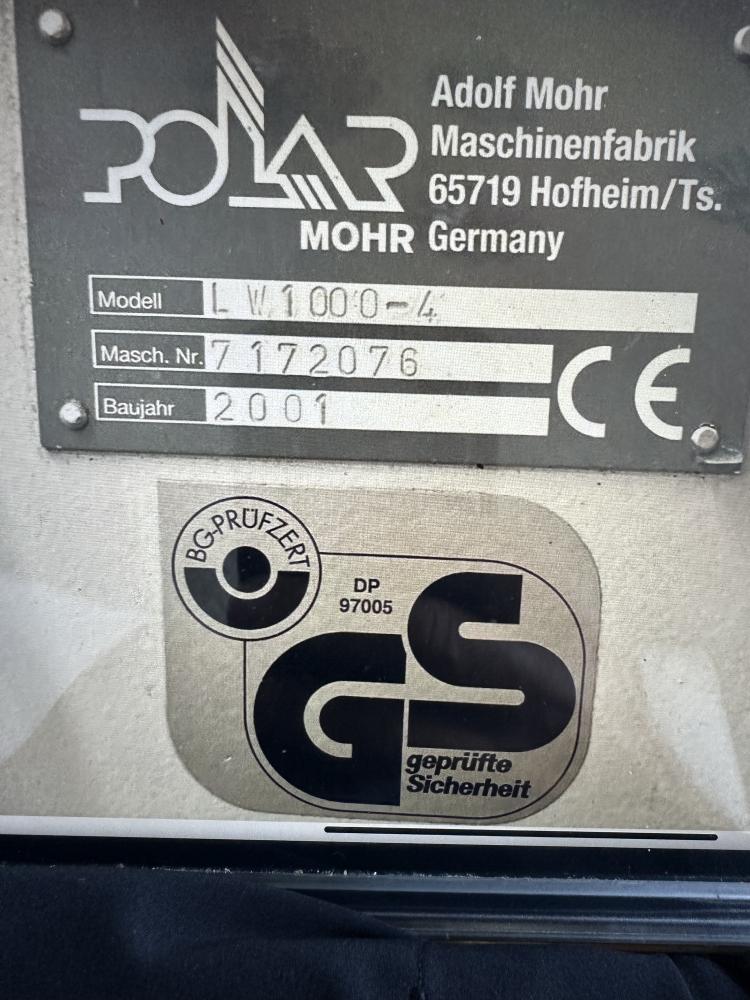 POLAR
MOHR
Adolf Mohr
Maschinenfabrik
65719 Hofheim/Ts.
Germany
Modell LW1000-4
Masch. Nr. 7172076
Baujahr 2001
CE
BG-PRÜFZERT
DP
97005
GS
geprüfte
Sicherheit